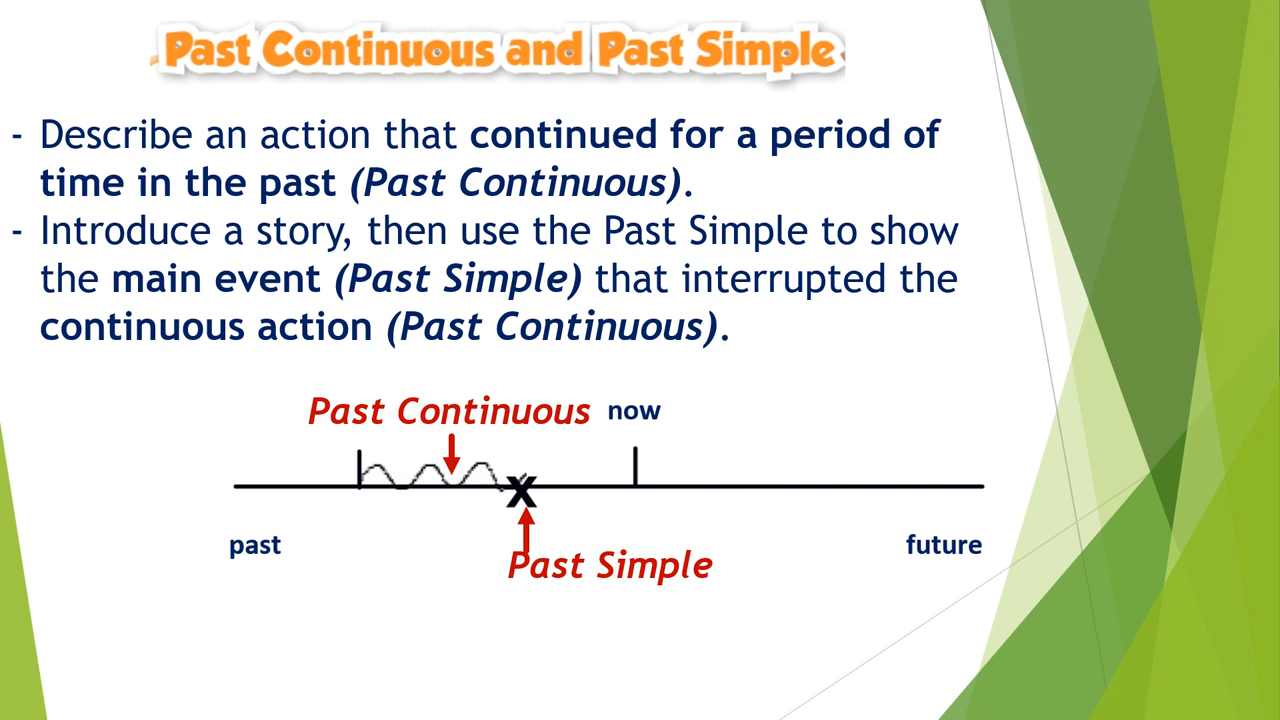 Past Continuous and Past Simple
- Describe an action that continued for a period of
time in the past (Past Continuous).
- Introduce a story, then use the Past Simple to show
the main event (Past Simple) that interrupted the
continuous action (Past Continuous).
Past Continuous now
X
past future
Past Simple